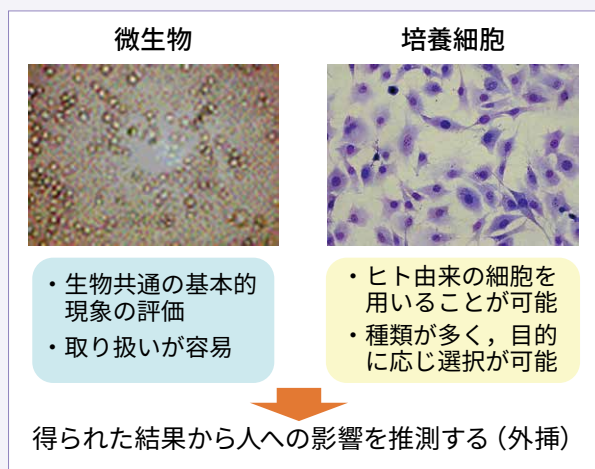 微生物
培養細胞
・生物共通の基本的
現象の評価
・取り扱いが容易
・ヒト由来の細胞を
用いることが可能
・種類が多く，目的
に応じ選択が可能
得られた結果から人への影響を推測する（外挿）